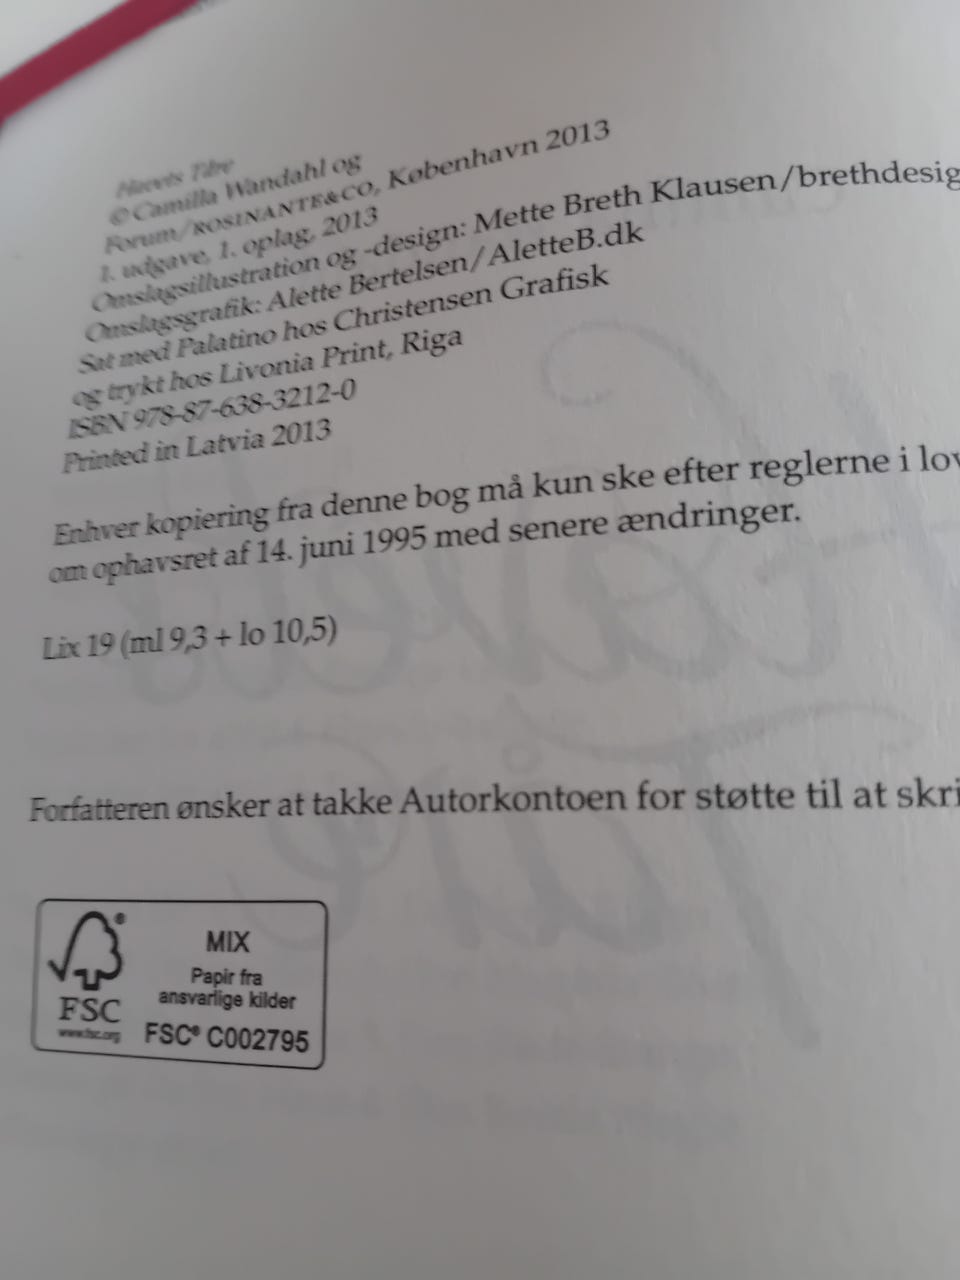 Havets Tåre
© Camilla Wandahl og
Forum/ROSINANTE&CO, København 2013
1. udgave, 1. oplag, 2013
Omslagsillustration og -design: Mette Breth Klausen/brethdesig
Omslagsgrafik: Alette Bertelsen/AletteB.dk
Sat med Palatino hos Christensen Grafisk
og trykt hos Livonia Print, Riga
ISBN 978-87-638-3212-0
Printed in Latvia 2013
Enhver kopiering fra denne bog må kun ske efter reglerne i lov
om ophavsret af 14. juni 1995 med senere ændringer.
Lix 19 (ml 9,3 + lo 10,5)
Forfatteren ønsker at takke Autorkontoen for støtte til at skri
FSC
www.fsc.org
MIX
Papir fra
ansvarlige kilder
FSC® C002795